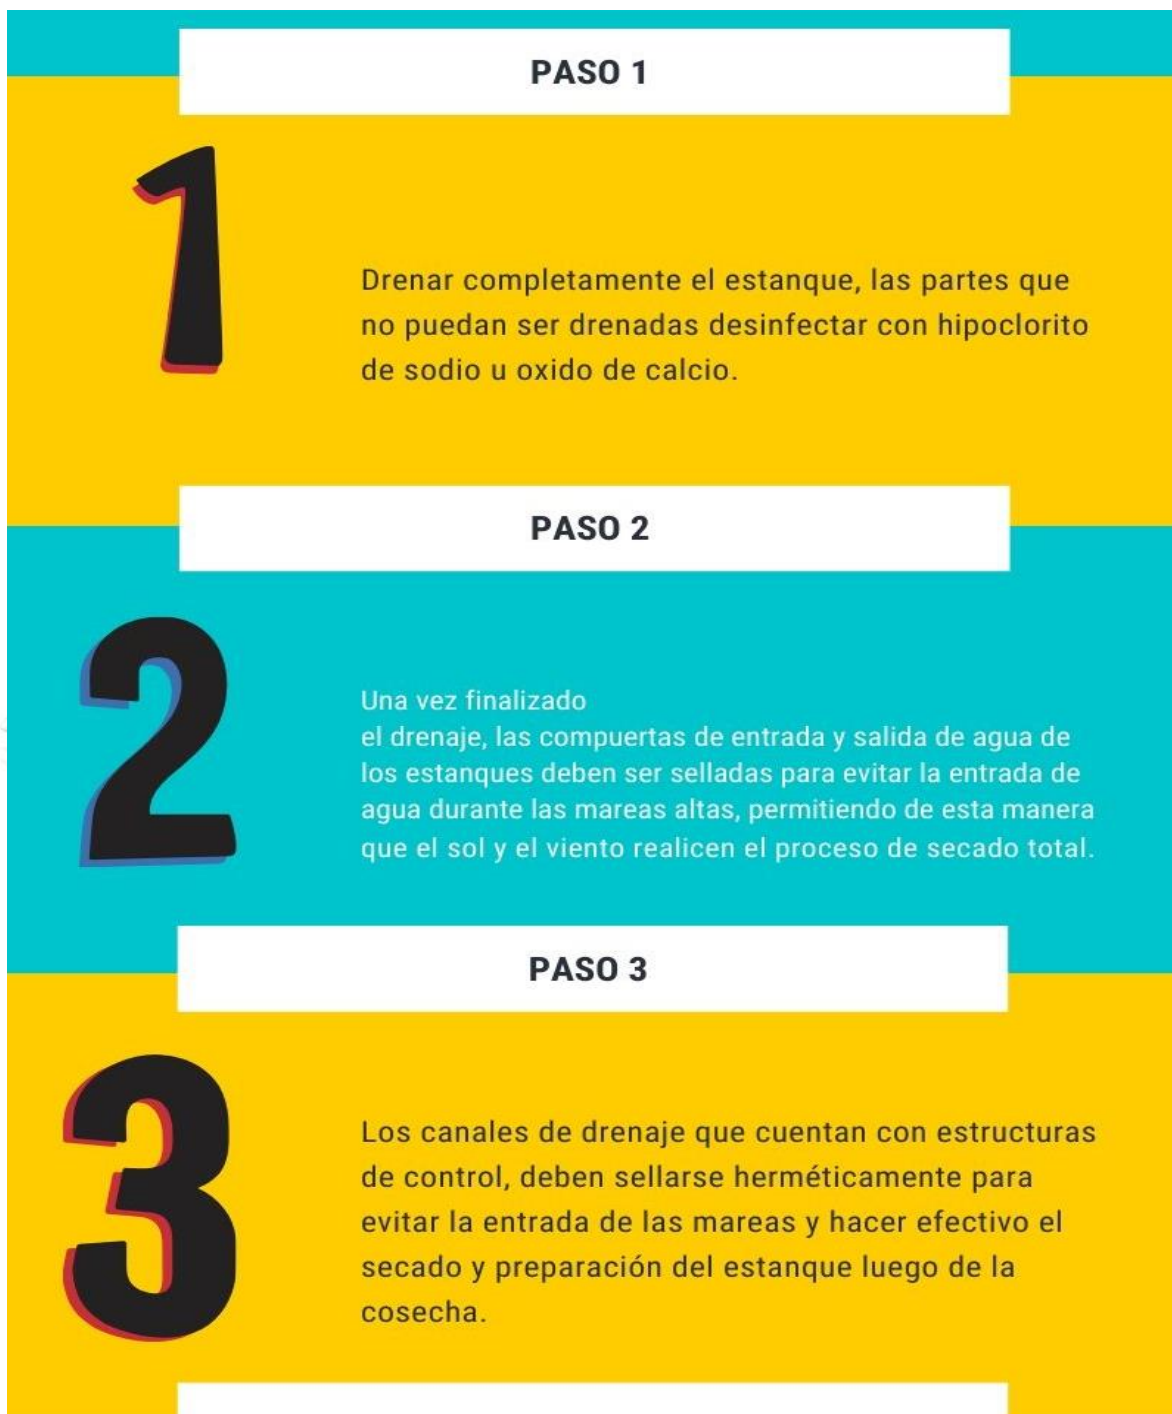 PASO 1
1
Drenar completamente el estanque, las partes que
no puedan ser drenadas desinfectar con hipoclorito
de sodio u oxido de calcio.
PASO 2
2
Una vez finalizado
el drenaje, las compuertas de entrada y salida de agua de
los estanques deben ser selladas para evitar la entrada de
agua durante las mareas altas, permitiendo de esta manera
que el sol y el viento realicen el proceso de secado total.
PASO 3
3
Los canales de drenaje que cuentan con estructuras
de control, deben sellarse herméticamente para
evitar la entrada de las mareas y hacer efectivo el
secado y preparación del estanque luego de la
cosecha.